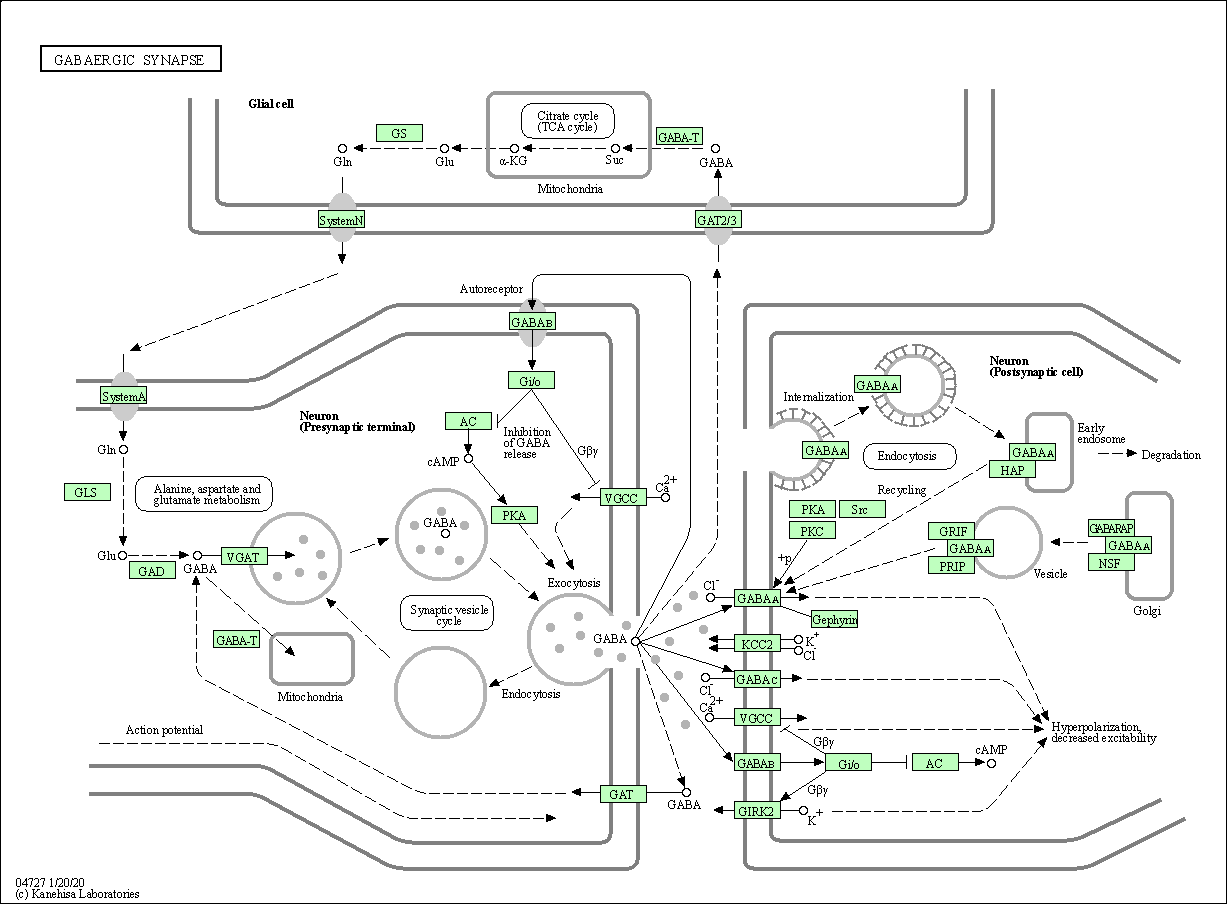 GABAERGIC SYNAPSE
Glial cell
Citrate cycle
(TCA cycle)
GS
GABA-T
Gln
Glu
α-KG
Suc
GABA
Mitochondria
SystemN
GAT2/3
Autoreceptor
GABAB
Gi/o
Neuron
(Presynaptic terminal)
AC
Inhibition
of GABA
release
Gβγ
cAMP
PKA
VGCC
Ca2+
SystemA
Gln
GLS
Alanine, aspartate and
glutamate metabolism
GABA
Glu
GAD
GABA
VGAT
Exocytosis
Synaptic vesicle
cycle
GABA-T
Mitochondria
GABA
Endocytosis
Action potential
GAT
GABA
Neuron
(Postsynaptic cell)
GABAA
Internalization
GABAA
Endocytosis
GABAA
HAP
Early
endosome
Degradation
Recycling
PKA
Src
PKC
+p
GRIF
GABAA
PRIP
Vesicle
GABARAP
GABAA
NSF
Golgi
Cl-
GABAA
Gephyrin
KCC2
K+
Cl-
Cl-
GABAC
Ca2+
VGCC
Gβγ
GABAB
Gi/o
AC
cAMP
Gβγ
GIRK2
K+
Hyperpolarization,
decreased excitability
04727 1/20/20
(c) Kanehisa Laboratories